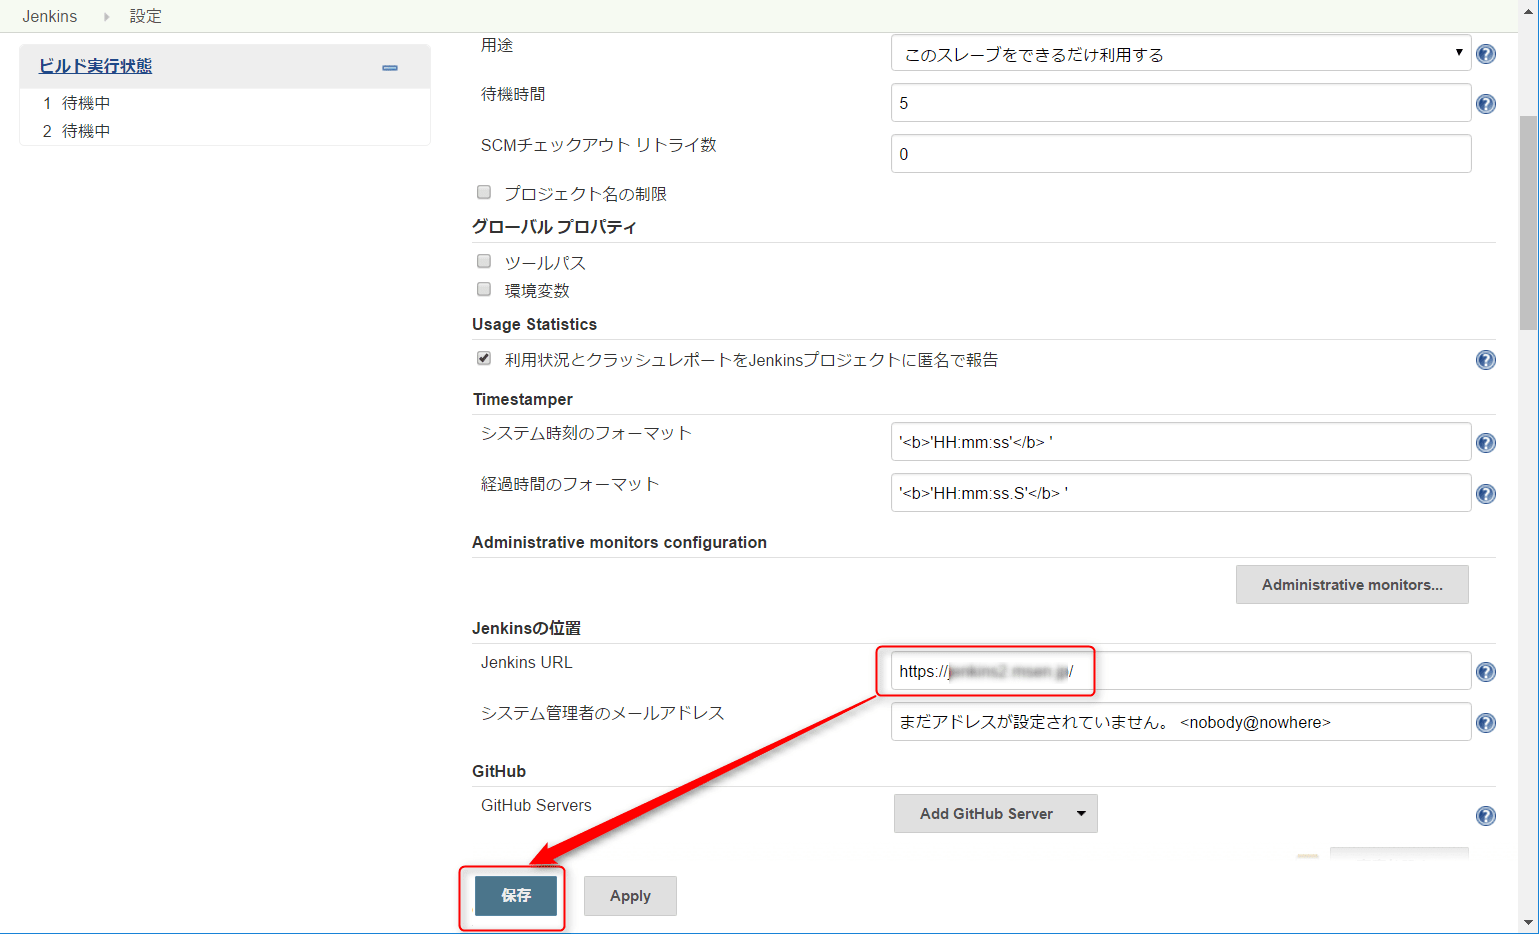 Jenkins 設定
ビルド実行状態
1 待機中
2 待機中
用途 このスレーブをできるだけ利用する
待機時間 5
SCMチェックアウト リトライ数 0
プロジェクト名の制限
グローバル プロパティ
ツールパス
環境変数
Usage Statistics
利用状況とクラッシュレポートをJenkinsプロジェクトに匿名で報告
Timestamper
システム時刻のフォーマット '<b>'HH:mm:ss'</b> '
経過時間のフォーマット '<b>'HH:mm:ss.S'</b> '
Administrative monitors configuration
Administrative monitors...
Jenkinsの位置
Jenkins URL https:// /
システム管理者のメールアドレス まだアドレスが設定されていません。 <nobody@nowhere>
GitHub
GitHub Servers Add GitHub Server
保存 Apply